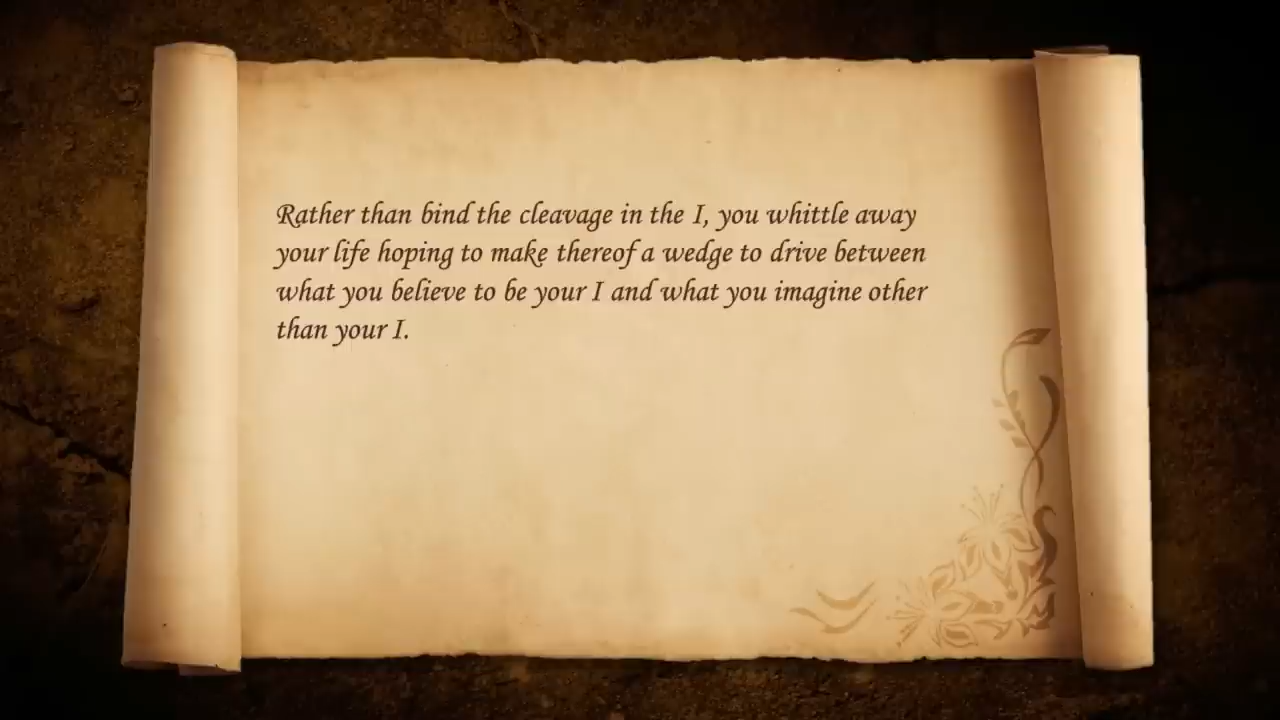 Rather than bind the cleavage in the I, you whittle away
your life hoping to make thereof a wedge to drive between
what you believe to be your I and what you imagine other
than your I.